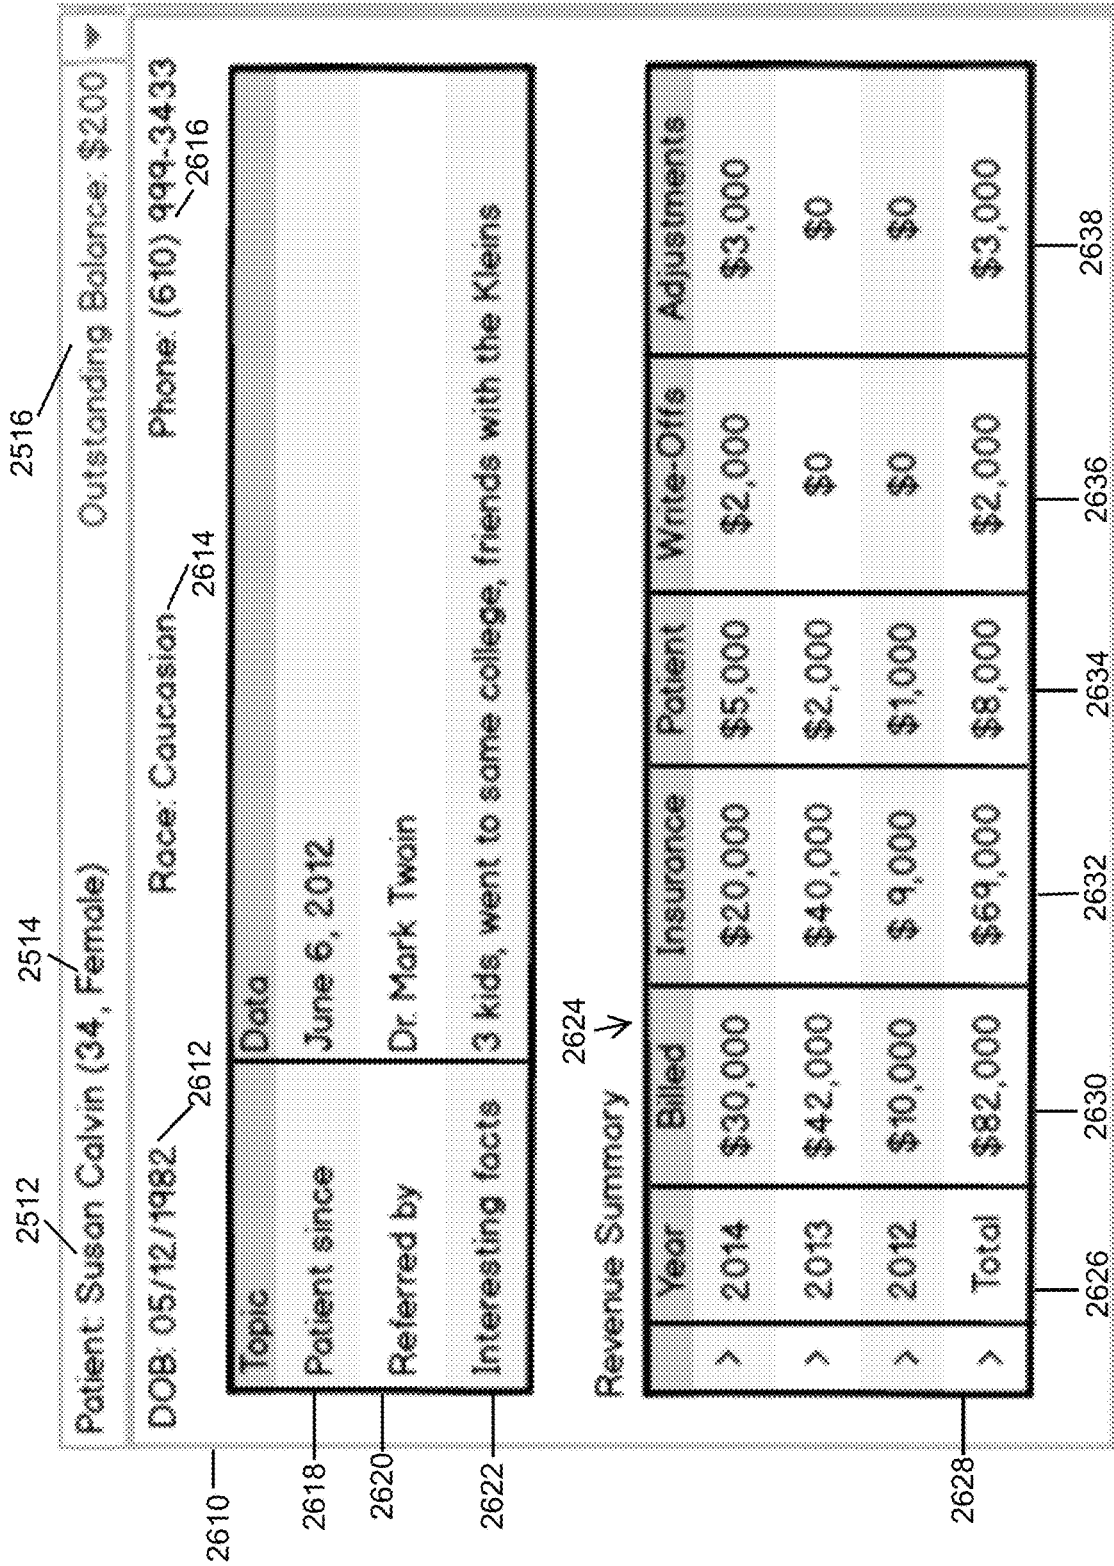 2512 2514 2516
Patient: Susan Calvin (34, Female) Outstanding Balance: $200
DOB: 05/12/1982 Race: Caucasian Phone: (610) 999-3433
2612 2614 2616
2610
Topic Data
2618 Patient since June 6, 2012
2620 Referred by Dr. Mark Twain
2622 Interesting facts 3 kids, went to same college, friends with the Kleins
Revenue Summary 2624
Year Billed Insurance Patient Write-Offs Adjustments
> 2014 $30,000 $20,000 $5,000 $2,000 $3,000
> 2013 $42,000 $40,000 $2,000 $0 $0
> 2012 $10,000 $ 9,000 $1,000 $0 $0
2628 > Total $82,000 $69,000 $8,000 $2,000 $3,000
2626 2630 2632 2634 2636 2638